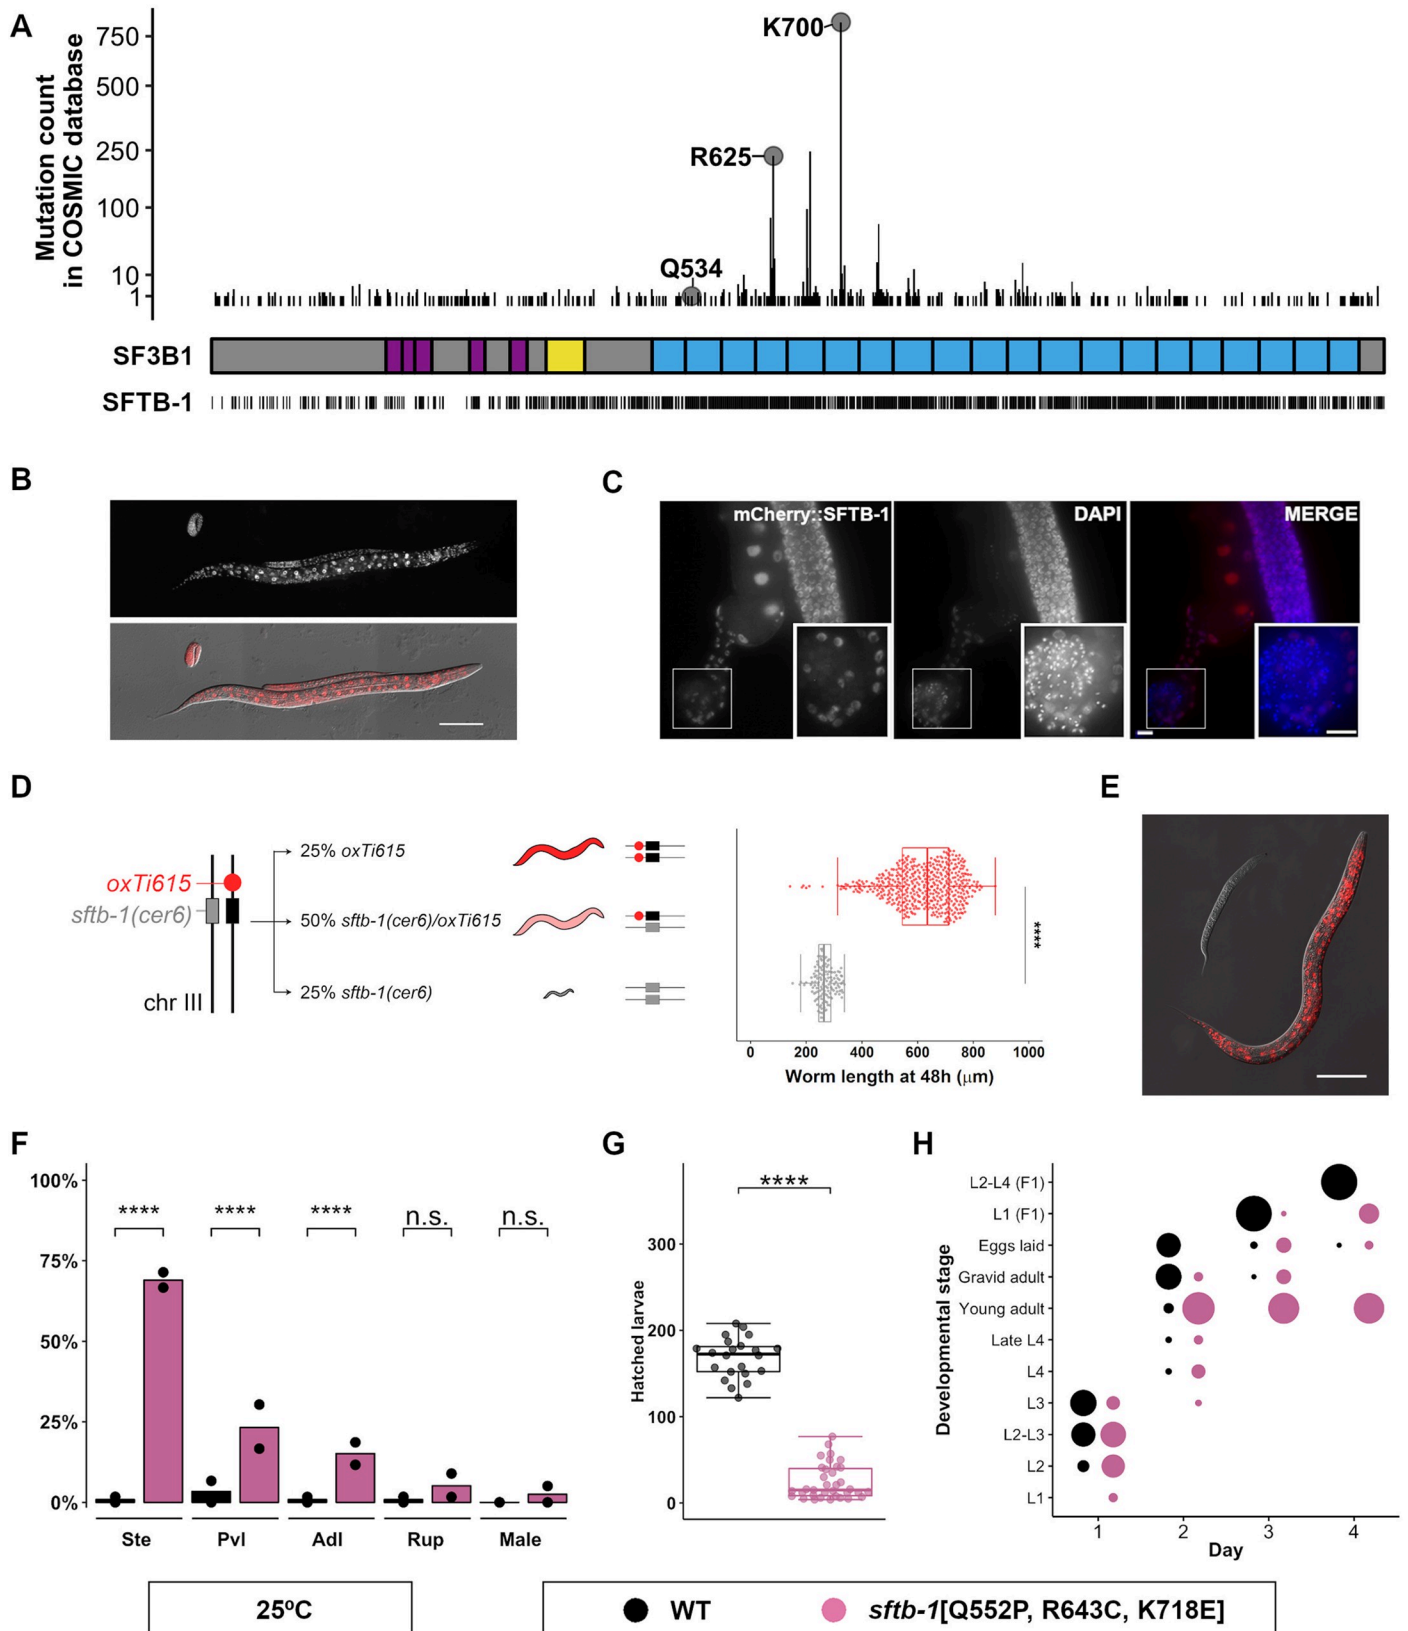 A
Mutation count
in COSMIC database
750
500
250
100
10
1
K700
R625
Q534
SF3B1
SFTB-1
B
C
mCherry::SFTB-1
DAPI
MERGE
D
oxTi615
sftb-1(cer6)
chr III
25% oxTi615
50% sftb-1(cer6)/oxTi615
25% sftb-1(cer6)
****
0 200 400 600 800 1000
Worm length at 48h (μm)
E
F
100%
75%
50%
25%
0%
**** **** **** n.s. n.s.
Ste Pvl Adl Rup Male
G
****
Hatched larvae
300
200
100
0
H
Developmental stage
L2-L4 (F1)
L1 (F1)
Eggs laid
Gravid adult
Young adult
Late L4
L4
L3
L2-L3
L2
L1
1 2 3 4
Day
25ºC
WT
sftb-1[Q552P, R643C, K718E]